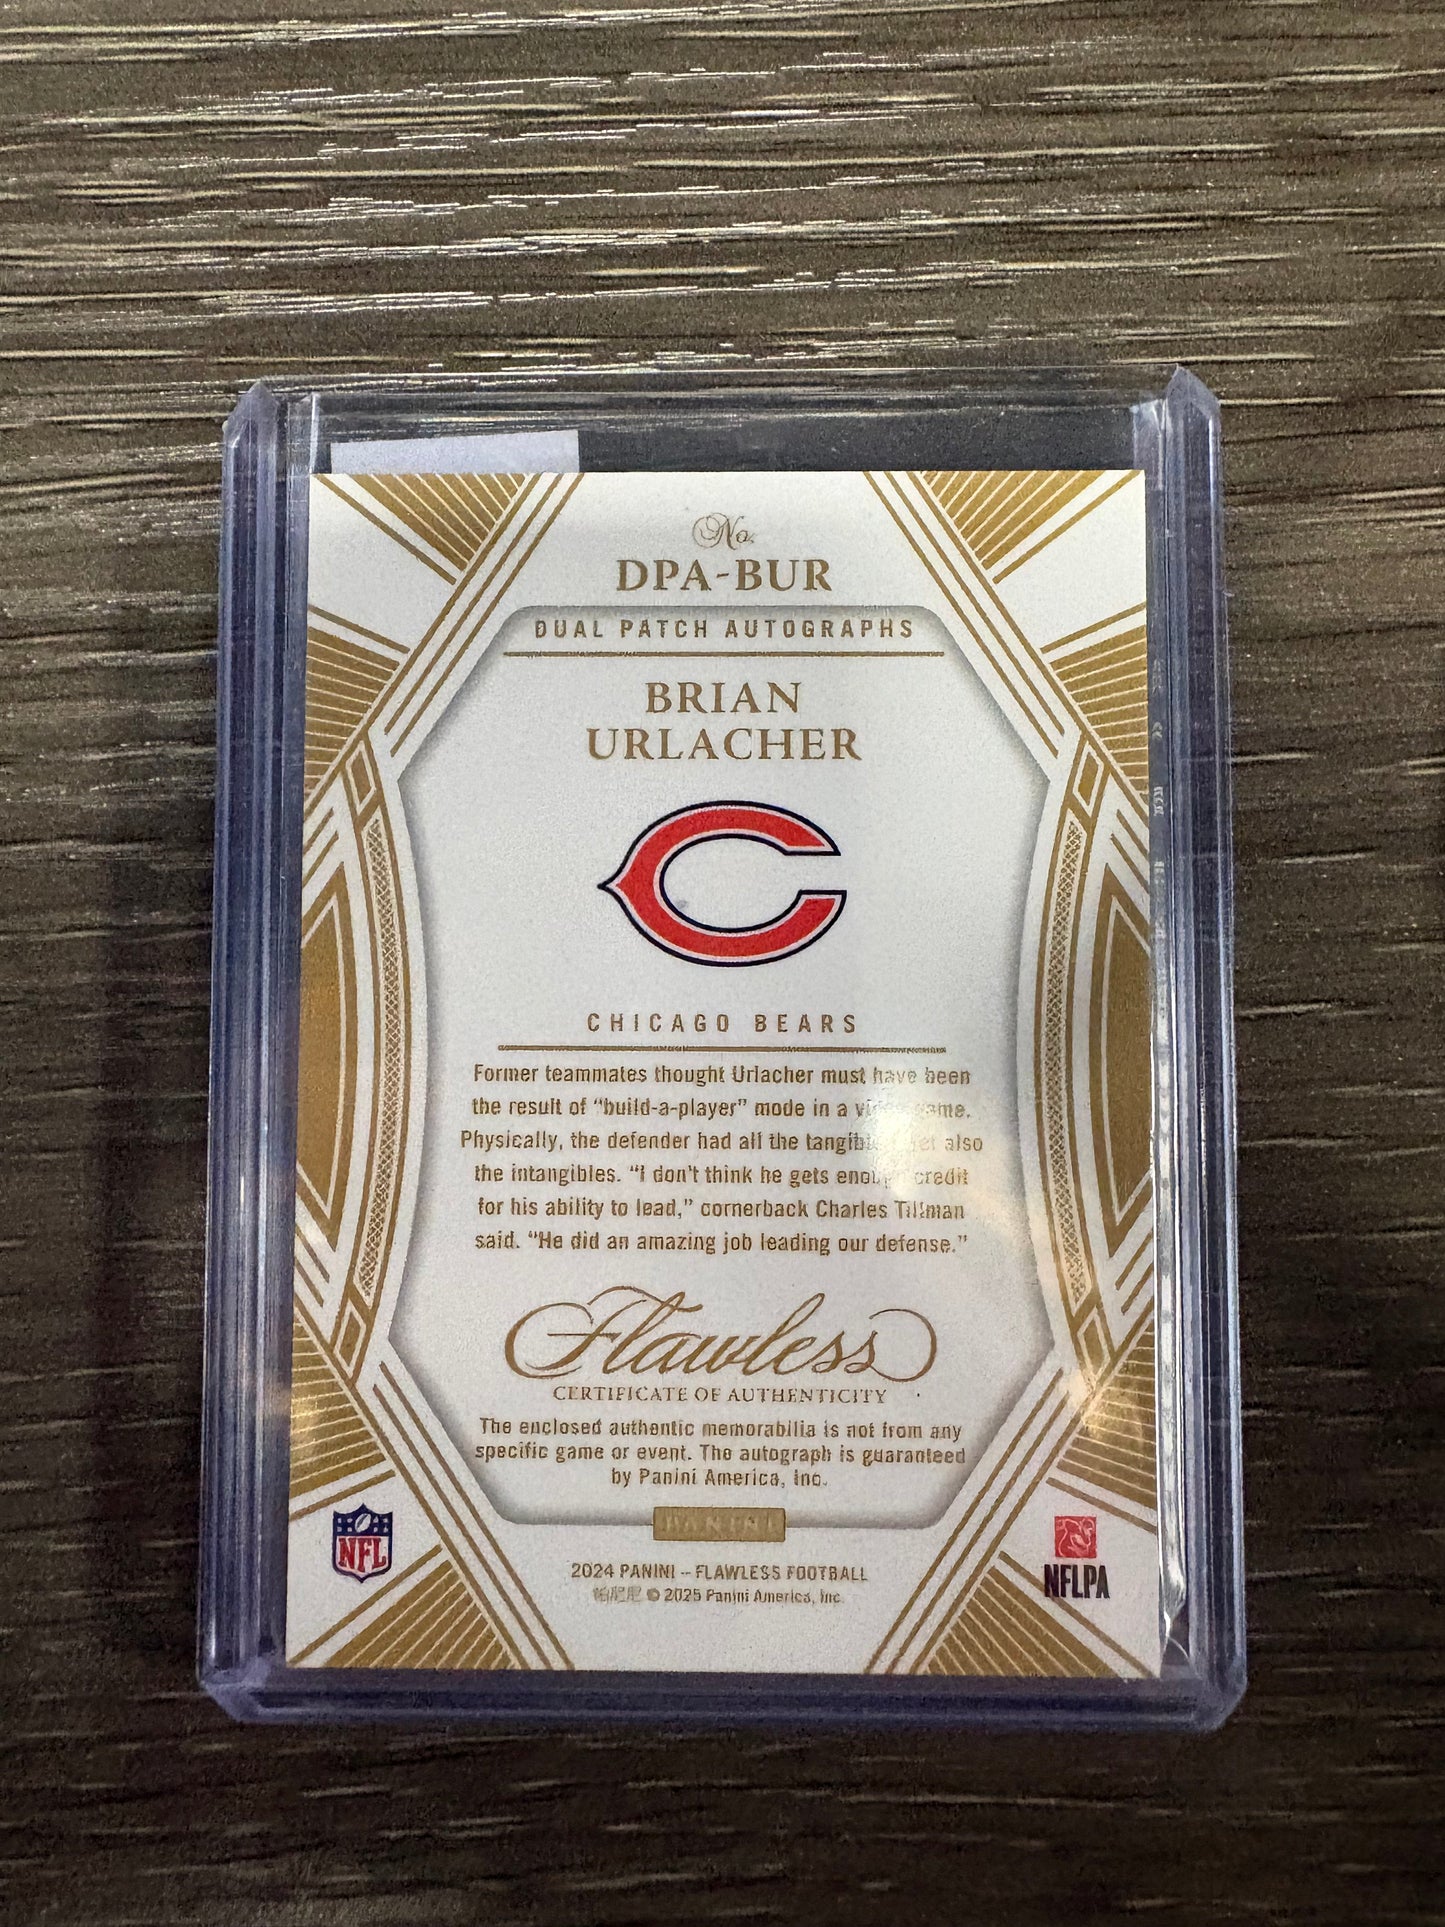 No.
DPA-BUR
DUAL PATCH AUTOGRAPHS
BRIAN
URLACHER
CHICAGO BEARS
Former teammates thought Urlacher must have been
the result of "build-a-player" mode in a video game.
Physically, the defender had all the tangibles, yet also
the intangibles. "I don't think he gets enough credit
for his ability to lead," cornerback Charles Tillman
said. "He did an amazing job leading our defense."
Flawless
CERTIFICATE OF AUTHENTICITY
The enclosed authentic memorabilia is not from any
specific game or event. The autograph is guaranteed
by Panini America, Inc.
PANINI
NFL
NFLPA
2024 PANINI – FLAWLESS FOOTBALL
帕尼尼 © 2025 Panini America, Inc.